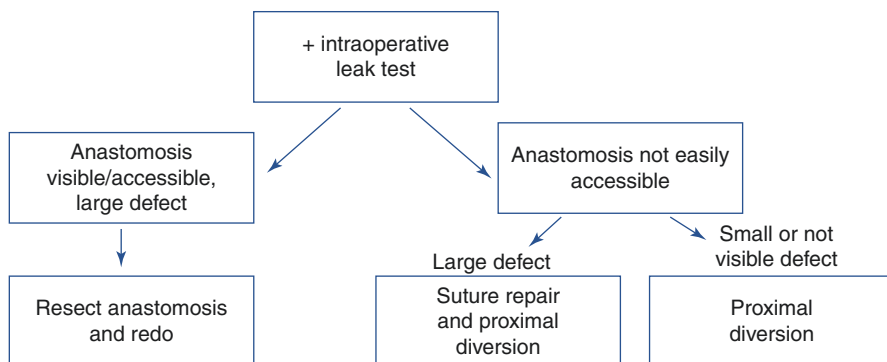 + intraoperative
leak test
Anastomosis
visible/accessible,
large defect
Anastomosis not easily
accessible
Large defect
Small or not
visible defect
Resect anastomosis
and redo
Suture repair
and proximal
diversion
Proximal
diversion